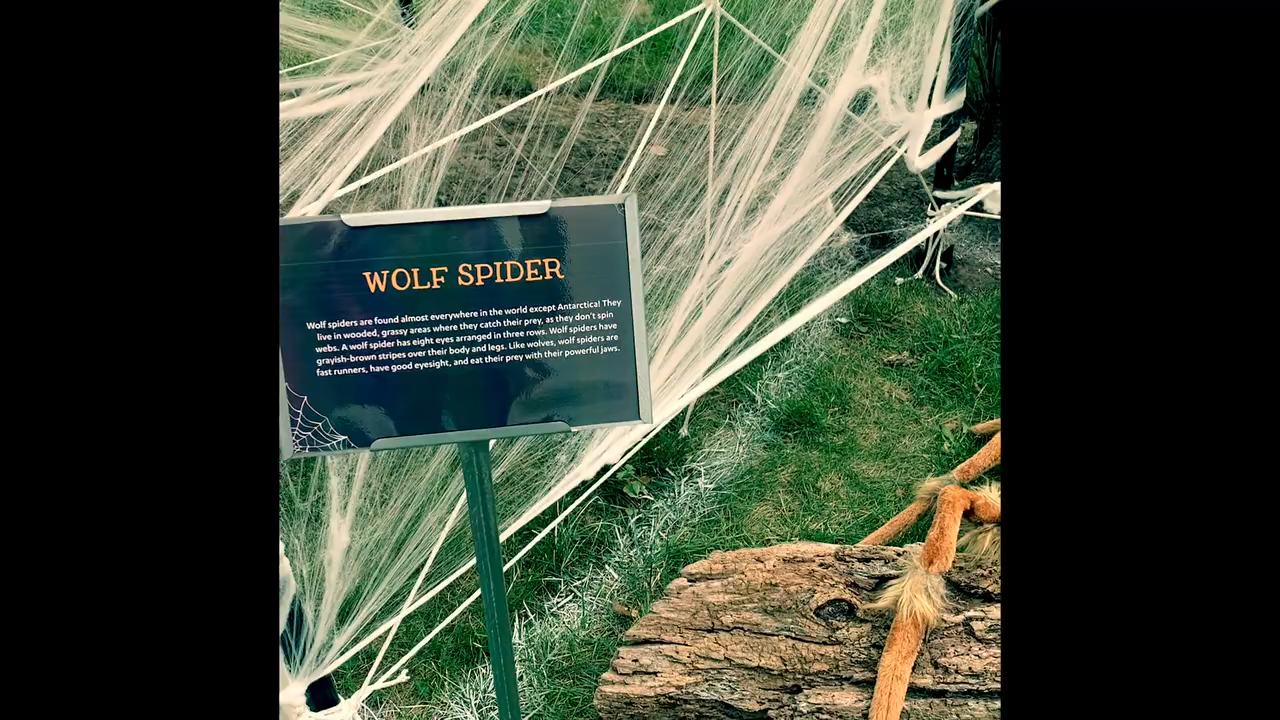 WOLF SPIDER
Wolf spiders are found almost everywhere in the world except Antarctica! They
live in wooded, grassy areas where they catch their prey, as they don't spin
webs. A wolf spider has eight eyes arranged in three rows. Wolf spiders have
grayish-brown stripes over their body and legs. Like wolves, wolf spiders are
fast runners, have good eyesight, and eat their prey with their powerful jaws.